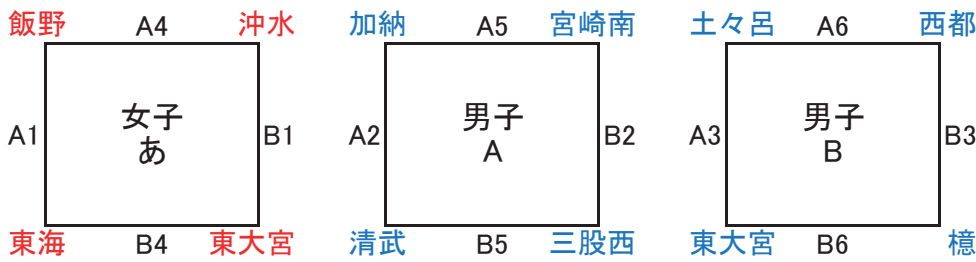 飯野 A4 沖水 加納 A5 宮崎南 土々呂 A6 西都
女子 男子 男子
A1 あ B1 A2 A B2 A3 B B3
東海 B4 東大宮 清武 B5 三股西 東大宮 B6 檍